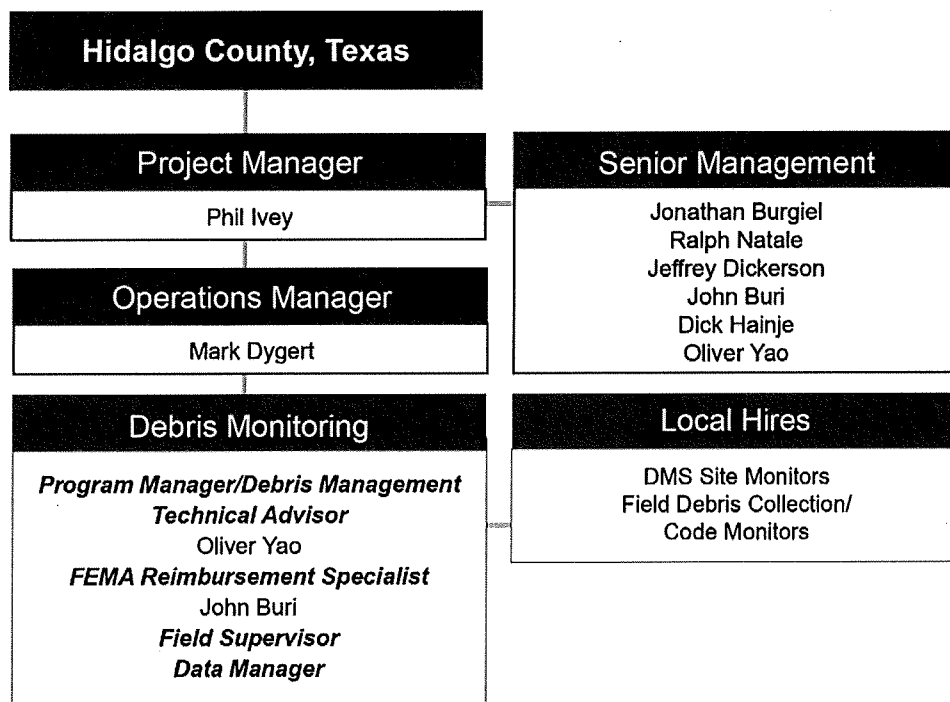 Hidalgo County, Texas
Project Manager
Phil Ivey
Senior Management
Jonathan Burgiel
Ralph Natale
Jeffrey Dickerson
John Buri
Dick Hainje
Oliver Yao
Operations Manager
Mark Dygert
Debris Monitoring
Program Manager/Debris Management
Technical Advisor
Oliver Yao
FEMA Reimbursement Specialist
John Buri
Field Supervisor
Data Manager
Local Hires
DMS Site Monitors
Field Debris Collection/
Code Monitors